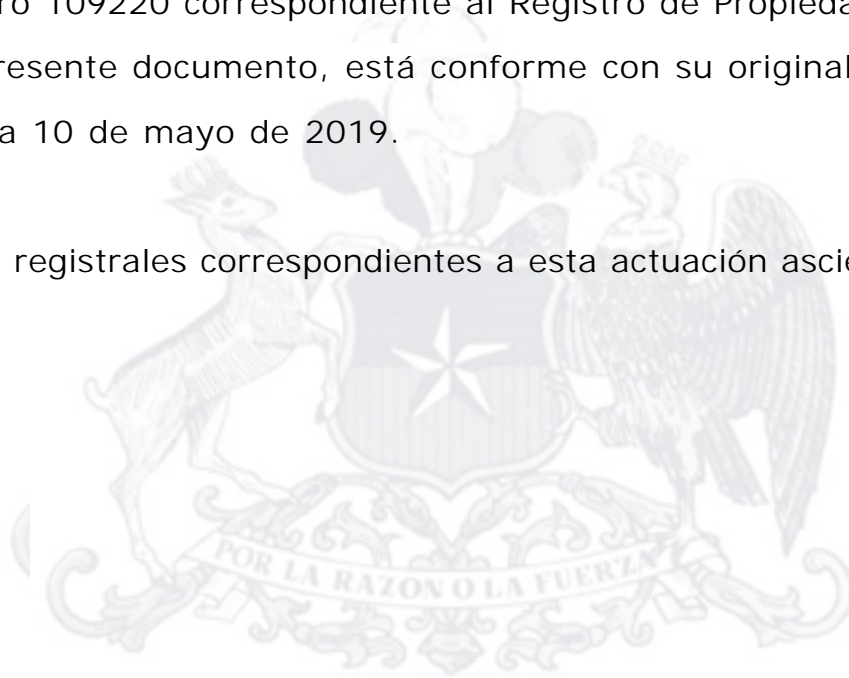 ro 109220 correspondiente al Registro de Propieda
resente documento, está conforme con su original
a 10 de mayo de 2019.
registrales correspondientes a esta actuación ascie
POR LA RAZON O LA FUERZA